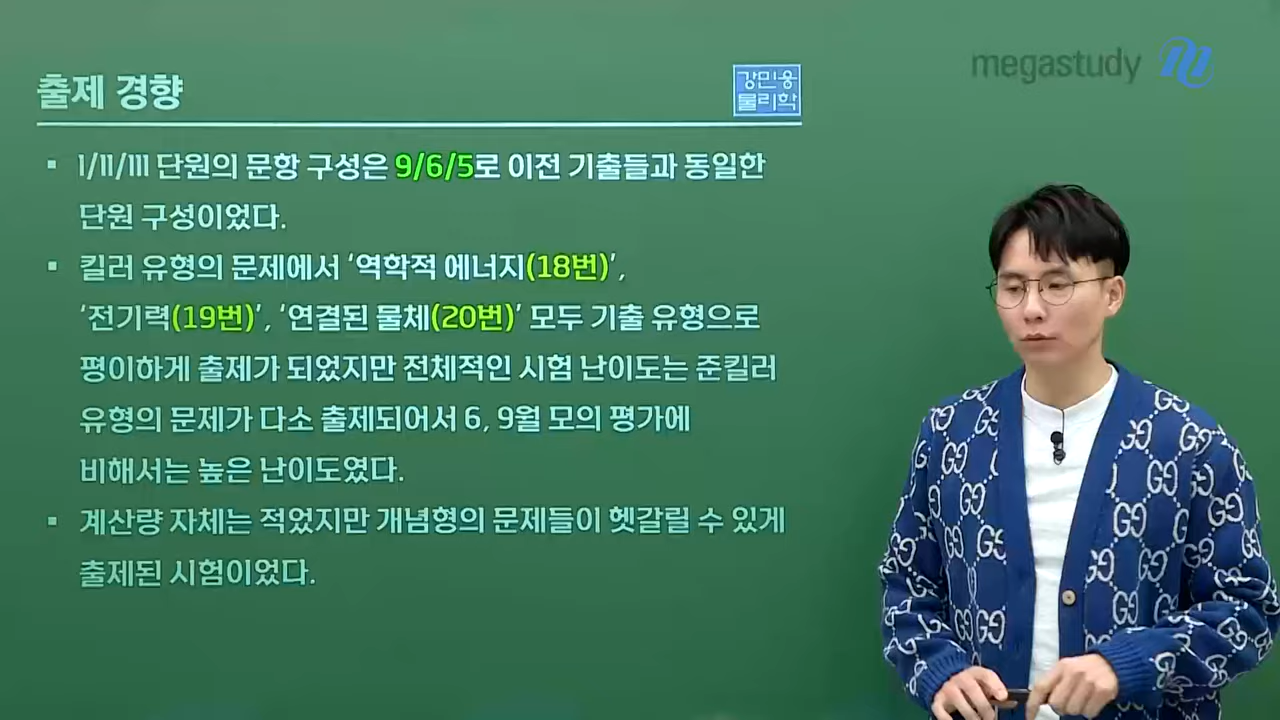 megastudy
출제 경향
강민웅
물리학
▪ I/II/III 단원의 문항 구성은 9/6/5로 이전 기출들과 동일한
단원 구성이었다.
▪ 킬러 유형의 문제에서 '역학적 에너지(18번)',
'전기력(19번)', '연결된 물체(20번)' 모두 기출 유형으로
평이하게 출제가 되었지만 전체적인 시험 난이도는 준킬러
유형의 문제가 다소 출제되어서 6, 9월 모의 평가에
비해서는 높은 난이도였다.
▪ 계산량 자체는 적었지만 개념형의 문제들이 헷갈릴 수 있게
출제된 시험이었다.